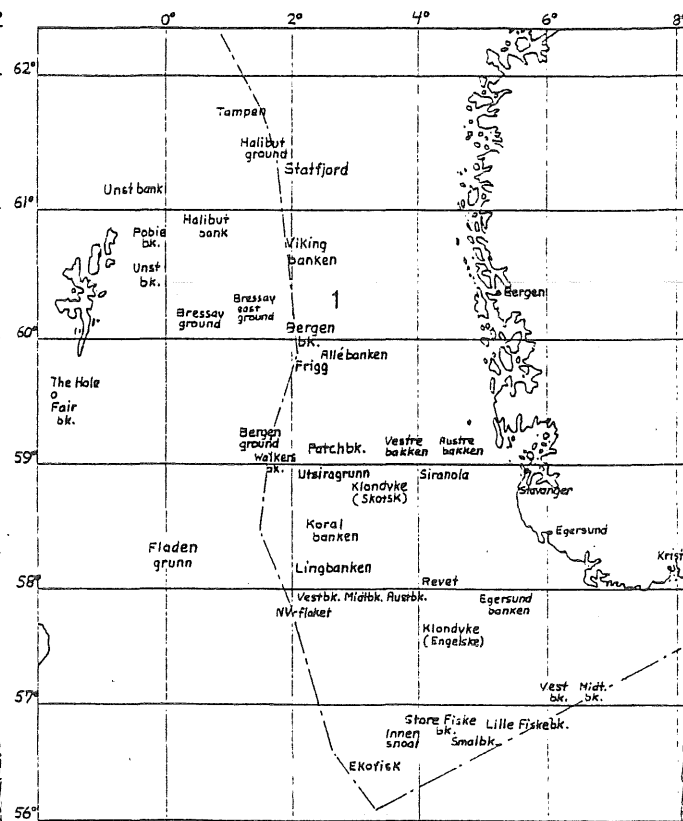 0° 2° 4° 6° 8°
62°
Tampen
Halibut
ground
Statfjord
Unst bank
61°
Halibut
bank
Pobie
bk.
Viking
banken
Unst
bk.
Bergen
Bressay
east
ground
1
Bressay
ground
Bergen
bk.
60°
Allébanken
Frigg
The Hole
Fair
bk.
Bergen
ground
Patchbk.
Vestre
bakken
Austre
bakken
Walkers
bk.
59°
Utsiragrunn
Siranola
Klondyke
(Skotsk)
Stavanger
Koral
banken
Egersund
Fladen
grunn
Lingbanken
Krist
Revet
58°
Vestbk. Midtbk. Austbk.
Egersund
banken
NVrflaket
Klondyke
(Engelske)
57°
Vest
bk.
Midt.
bk.
Store Fiske
bk.
Lille Fiskebk.
Innen
snoal
Smalbk.
Ekofisk
56°